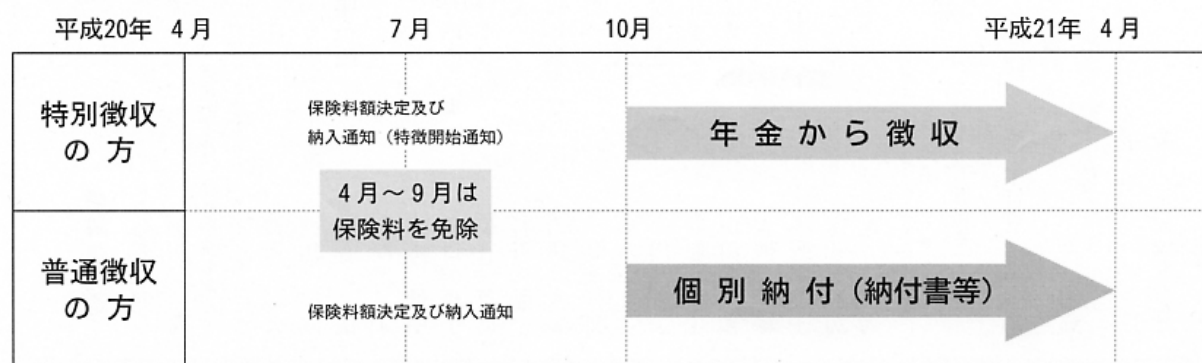 平成20年 4月 7月 10月 平成21年 4月
特別徴収
の 方
保険料額決定及び
納入通知（特徴開始通知）
年 金 か ら 徴 収
4月～9月は
保険料を免除
普通徴収
の 方
保険料額決定及び納入通知
個 別 納 付（納付書等）